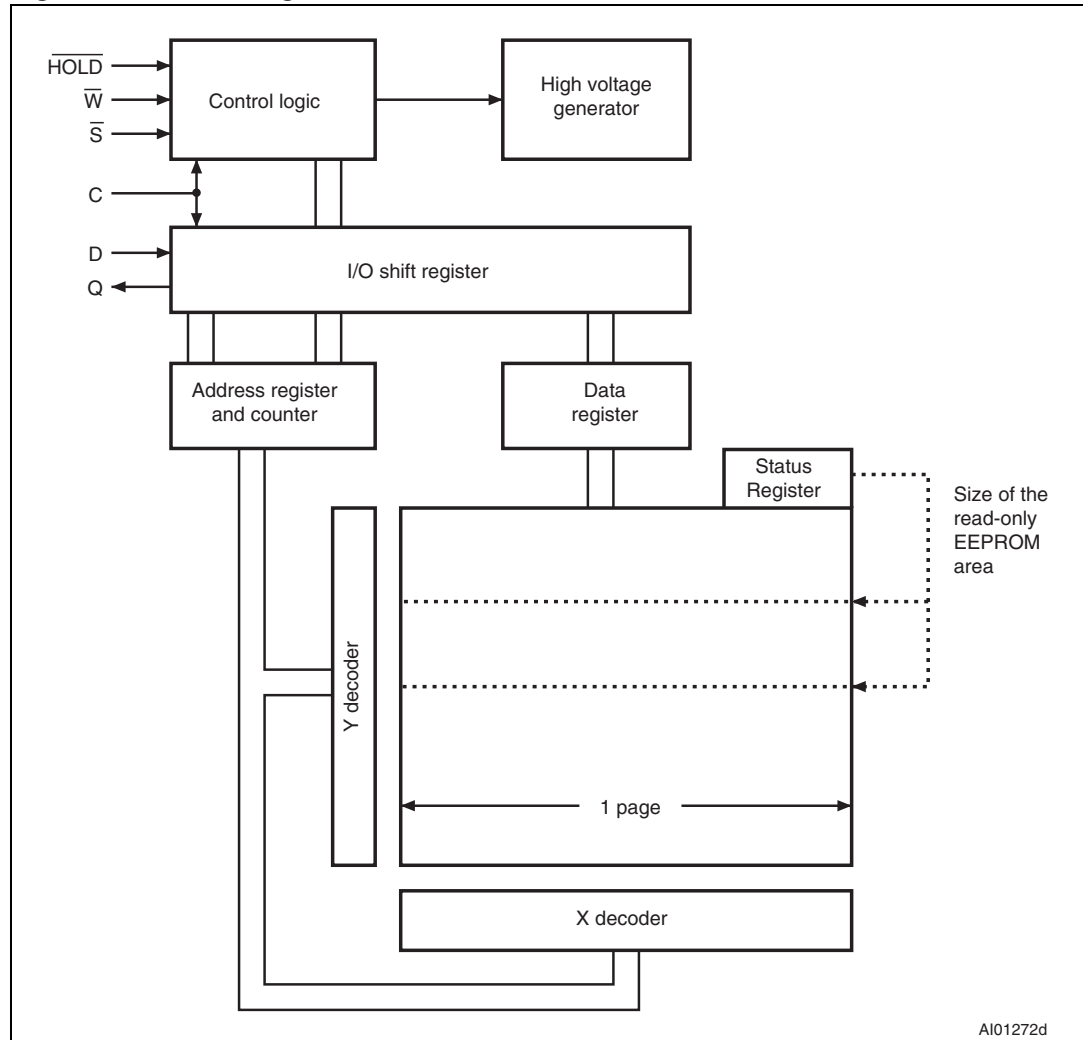 H̅O̅L̅D̅
W̅
S̅
C
D
Q
Control logic
High voltage
generator
I/O shift register
Address register
and counter
Data
register
Status
Register
Size of the
read-only
EEPROM
area
Y decoder
1 page
X decoder
AI01272d